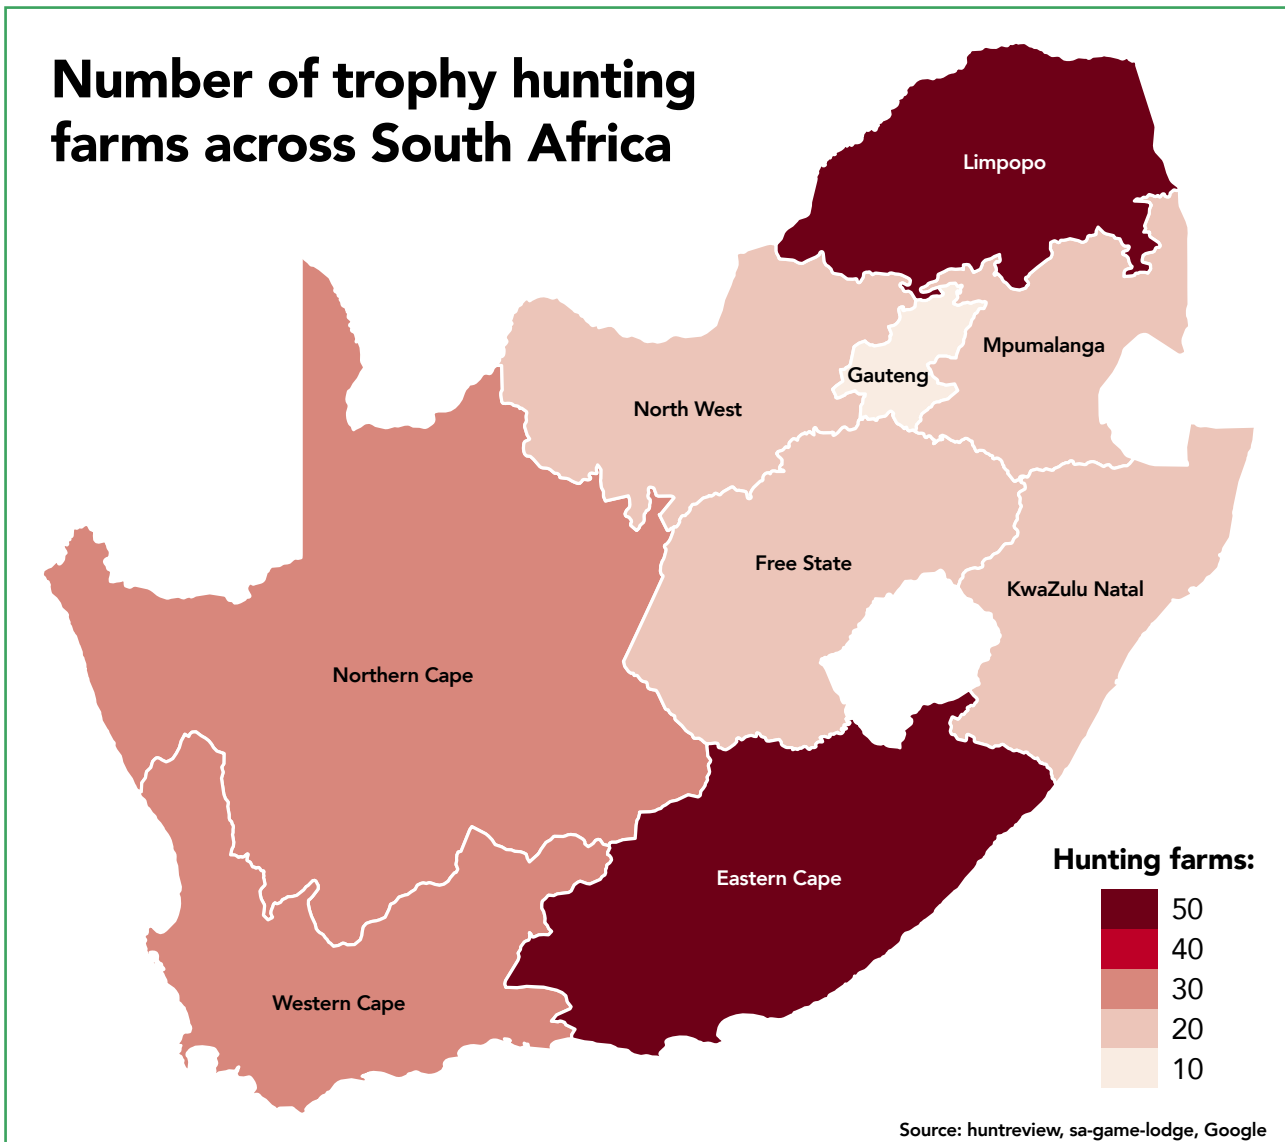 Number of trophy hunting
farms across South Africa
Limpopo
Mpumalanga
Gauteng
North West
Free State
KwaZulu Natal
Northern Cape
Eastern Cape
Western Cape
Hunting farms:
50
40
30
20
10
Source: huntreview, sa-game-lodge, Google